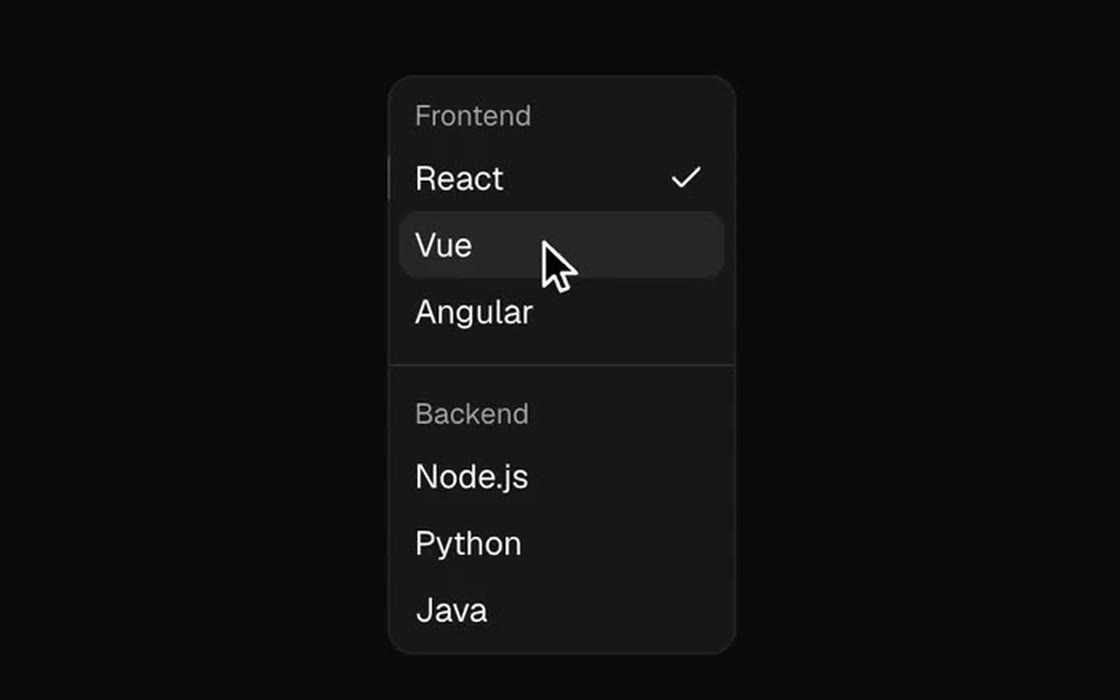 Frontend
React
Vue
Angular
Backend
Node.js
Python
Java